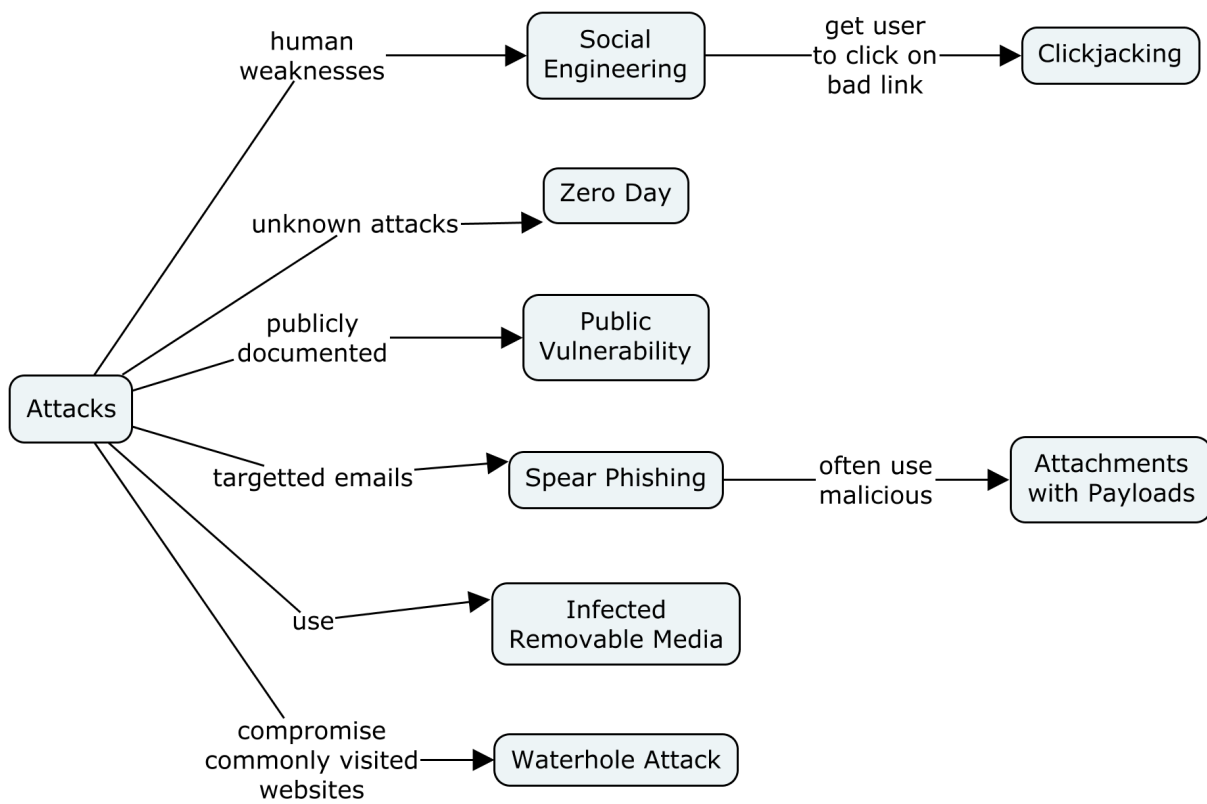 human
weaknesses
Social
Engineering
get user
to click on
bad link
Clickjacking
unknown attacks
Zero Day
publicly
documented
Public
Vulnerability
Attacks
targetted emails
Spear Phishing
often use
malicious
Attachments
with Payloads
use
Infected
Removable Media
compromise
commonly visited
websites
Waterhole Attack